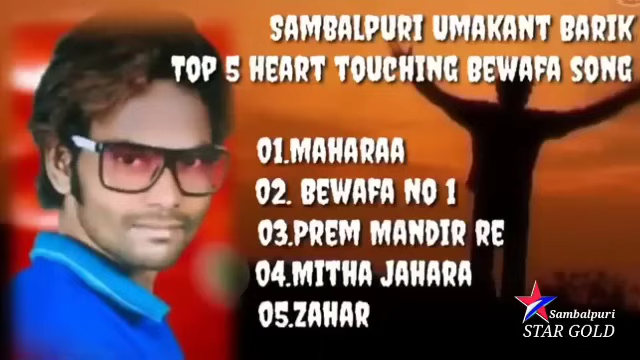 SAMBALPURI UMAKANT BARIK
TOP 5 HEART TOUCHING BEWAFA SONG
01.MAHARAA
02. BEWAFA NO 1
03.PREM MANDIR RE
04.MITHA JAHARA
05.ZAHAR
Sambalpuri
STAR GOLD